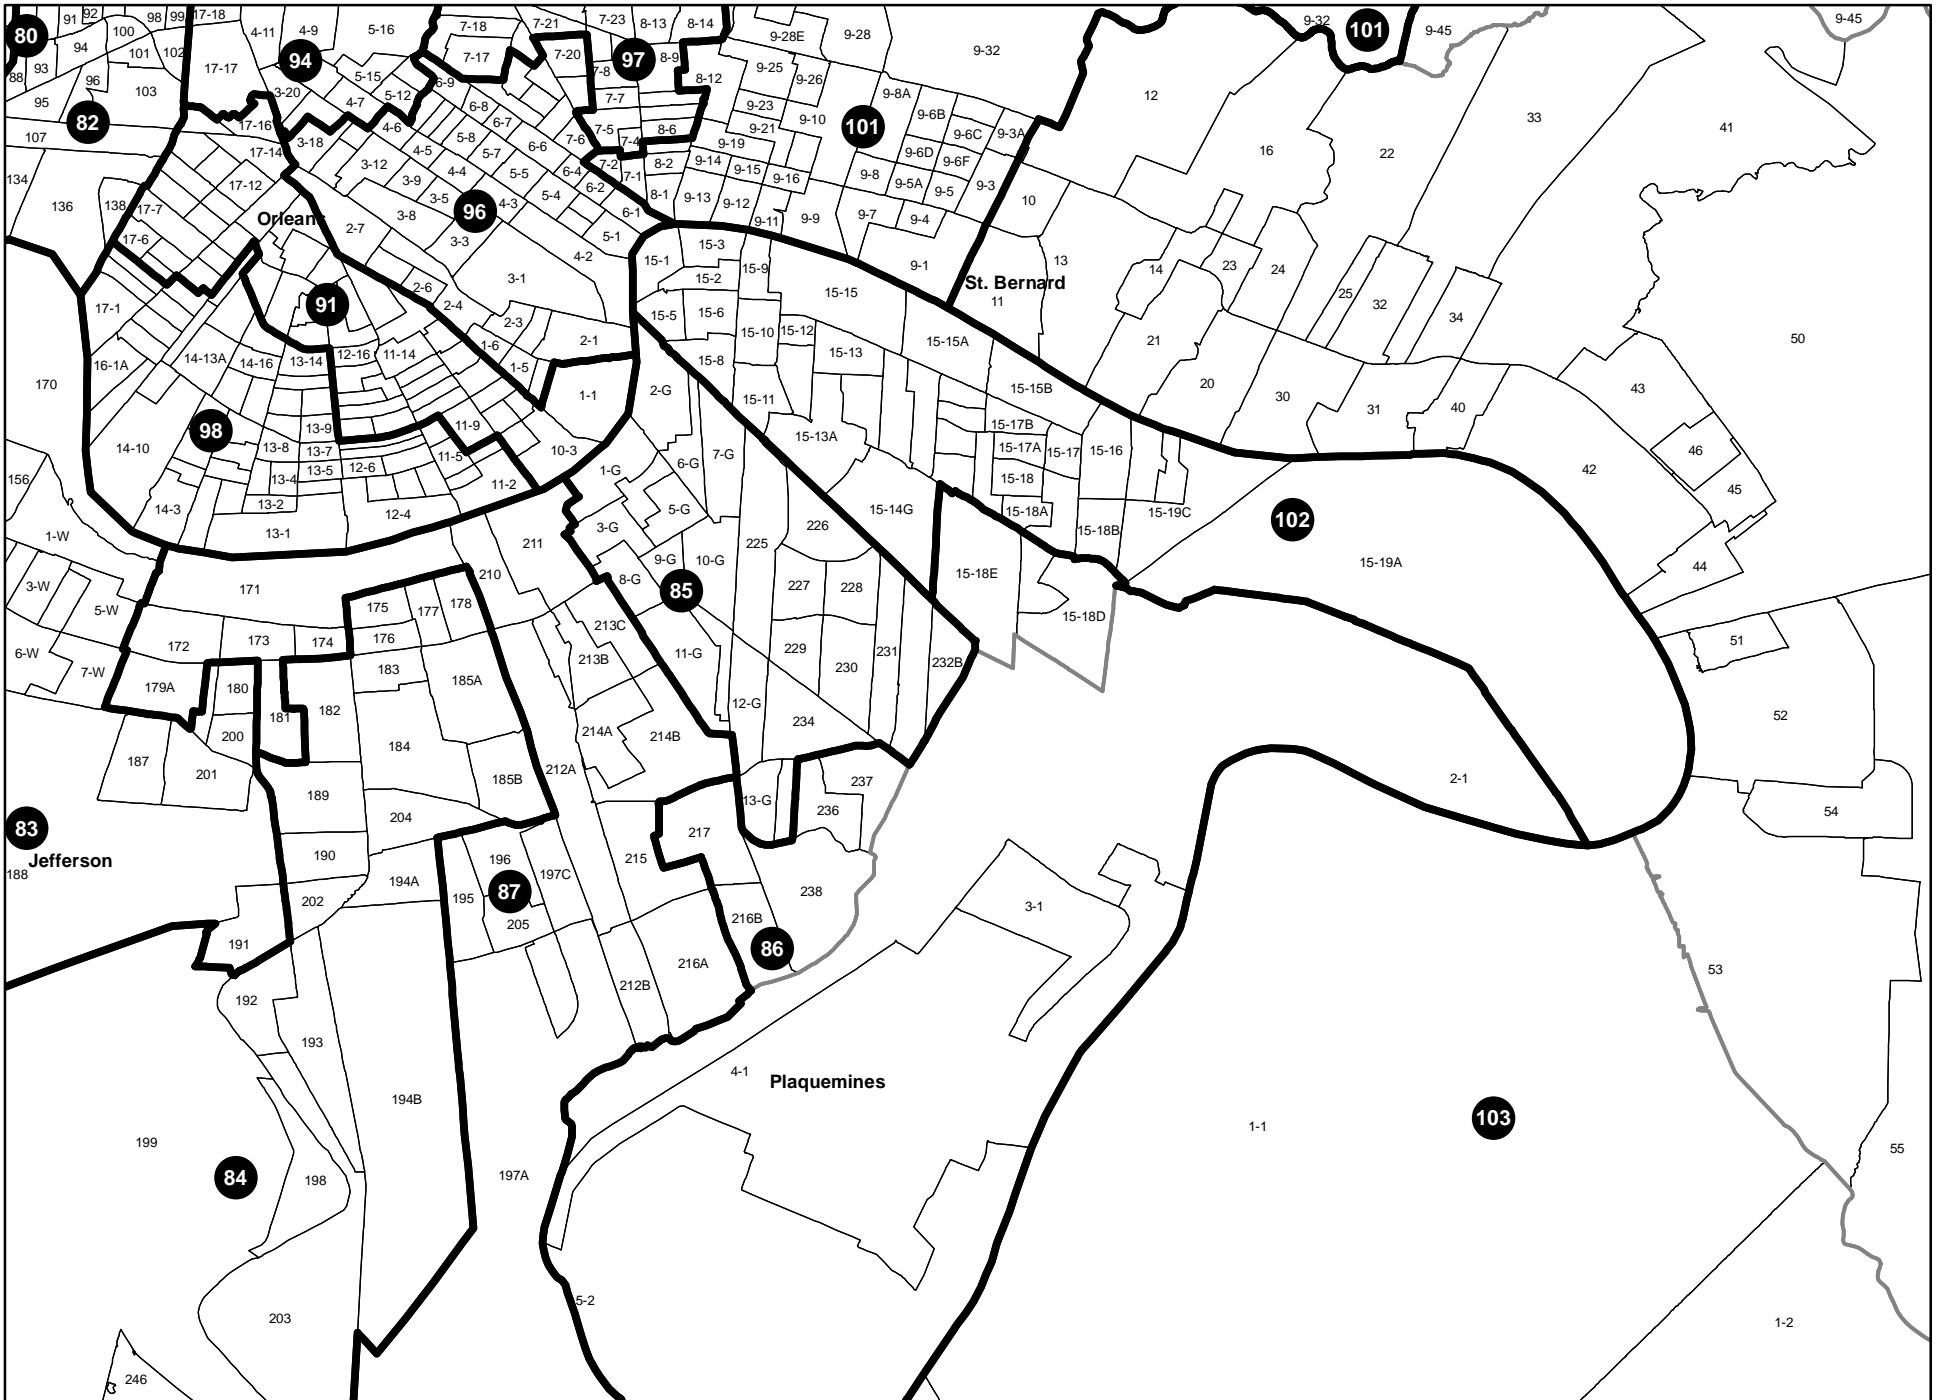 91 92 98 99 17-18 4-9 5-16 7-21 7-23 8-13 8-14 9-32 101 9-45
80 94 100 101 102 4-11 94 7-18 7-17 7-20 97 8-9 9-28E 9-28 9-32 9-45
88 93 96 103 17-17 5-15 6-9 7-8 8-12 9-25 9-26
95 82 3-20 4-7 5-12 6-8 7-7 9-23 9-8A 12 33
107 17-16 3-18 4-6 5-8 6-7 7-6 7-5 7-4 8-6 9-21 9-10 101 9-6B 9-6C 9-3A 41
134 17-14 3-12 4-5 5-7 6-6 7-2 8-2 9-19 9-14 9-15 9-16 9-6D 9-6F 16 22
136 138 17-12 3-9 4-4 5-5 6-4 7-1 9-8 9-5A 9-5 9-3
17-7 Orleans 3-8 3-5 96 4-3 5-4 6-2 8-1 9-13 9-12 9-11 9-9 9-7 9-4 10
17-6 2-7 3-3 4-2 5-1 6-1 15-3 9-1 13
15-1 15-2 15-9 14 23 24
91 2-6 3-1 15-15 St. Bernard 11 25 32
17-1 2-4 2-3 15-5 15-6 15-10 15-12 34
16-1A 14-13A 14-16 13-14 12-16 11-14 1-6 1-5 2-1 15-8 15-13 15-15A 21 50
170 1-1 2-G 15-11 15-15B 20 30 31 40 43
98 13-9 11-9 15-13A 15-17B
14-10 13-8 13-7 11-5 10-3 7-G 15-17A 15-17 15-16 46
156 13-4 13-5 12-6 11-2 1-G 6-G 15-18 42 45
14-3 13-2 12-4 3-G 5-G 226 15-14G 15-18A 15-19C 102
1-W 13-1 211 225 15-18B
3-W 171 210 9-G 10-G 15-18E 15-19A 44
5-W 175 177 178 8-G 85 227 228
172 173 174 176 213C 15-18D
6-W 7-W 183 213B 11-G 229 230 231 232B 51
179A 180 181 182 185A 12-G 234 52
187 200 184 214A 214B
201 185B 212A 237 2-1
189 204 13-G 236 54
83 217
Jefferson 190 196 197C 215
188 194A 195 87 238
202 205 3-1
191 216B 86
192 216A 53
212B
193
4-1 Plaquemines
194B
199 1-1 103
84 198 197A 55
5-2
203 1-2
246